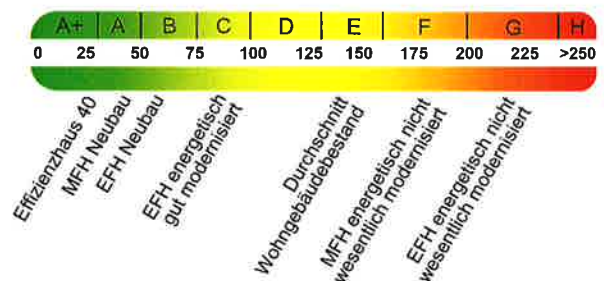 A+ A B C D E F G H
0 25 50 75 100 125 150 175 200 225 >250
Effizienzhaus 40
MFH Neubau
EFH Neubau
EFH energetisch
gut modernisiert
Durchschnitt
Wohngebäudebestand
MFH energetisch nicht
wesentlich modernisiert
EFH energetisch nicht
wesentlich modernisiert